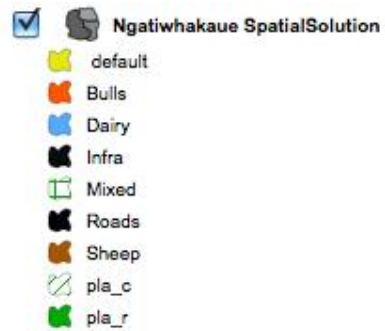 Ngatiwhakaue SpatialSolution
default
Bulls
Dairy
Infra
Mixed
Roads
Sheep
pla_c
pla_r